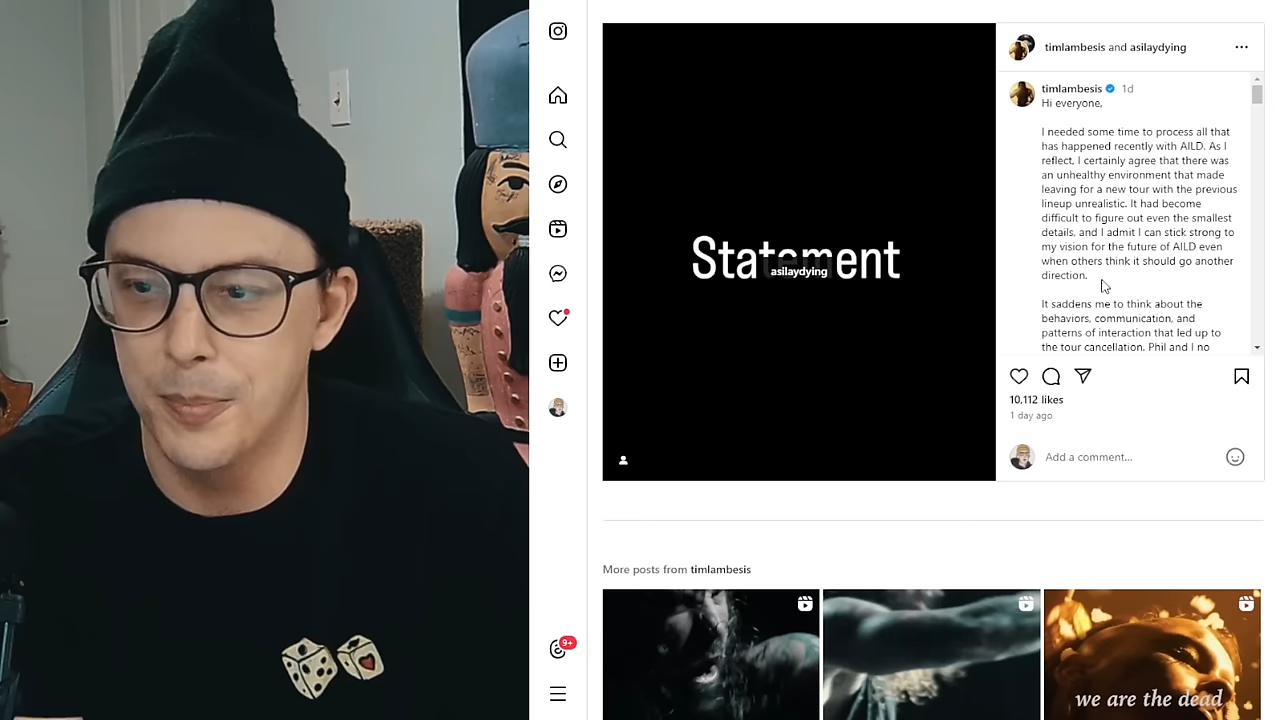 Statement
asilaydying
timlambesis and asilaydying
timlambesis 1d
Hi everyone,
I needed some time to process all that
has happened recently with AILD. As I
reflect, I certainly agree that there was
an unhealthy environment that made
leaving for a new tour with the previous
lineup unrealistic. It had become
difficult to figure out even the smallest
details, and I admit I can stick strong to
my vision for the future of AILD even
when others think it should go another
direction.
It saddens me to think about the
behaviors, communication, and
patterns of interaction that led up to
the tour cancellation. Phil and I no
10,112 likes
1 day ago
Add a comment...
More posts from timlambesis
we are the dead
9+